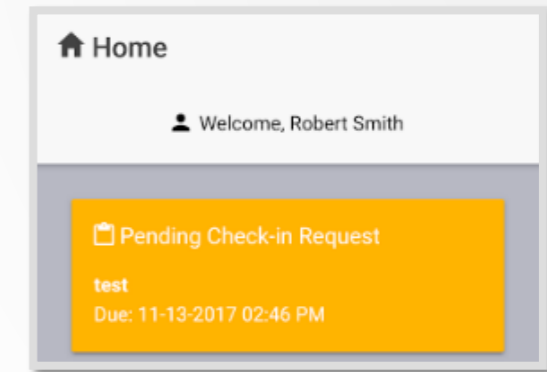 Home
Welcome, Robert Smith
Pending Check-in Request
test
Due: 11-13-2017 02:46 PM